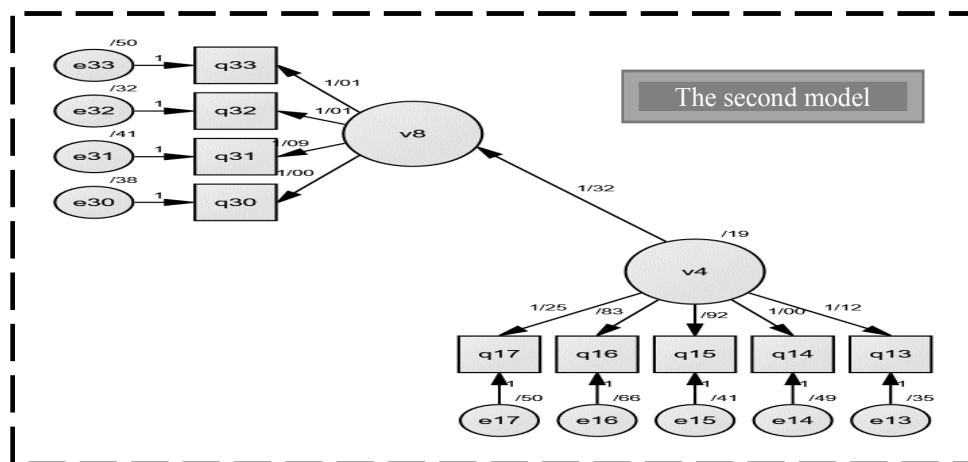 /50
e33 1 q33
1/01
/32
e32 1 q32
1/01
/41
e31 1 q31
1/09
/38
e30 1 q30
1/00
v8
The second model
1/32
/19
v4
1/25 /83 /92 1/00 1/12
q17 q16 q15 q14 q13
1 1 1 1 1
/50 /66 /41 /49 /35
e17 e16 e15 e14 e13